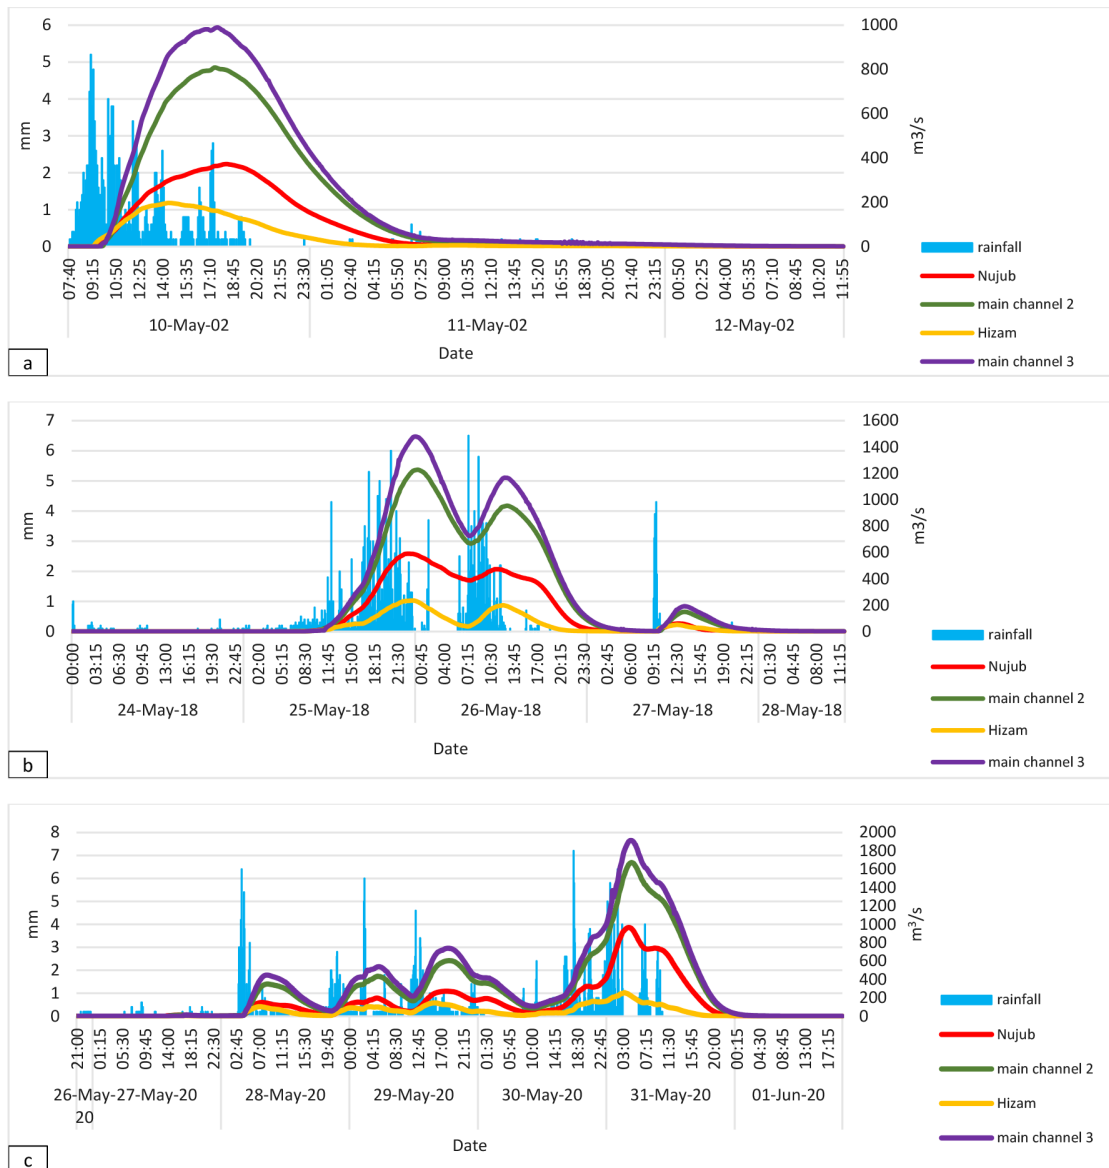 6
5
4
3
2
1
0
mm
1000
800
600
400
200
0
m3/s
07:40 09:15 10:50 12:25 14:00 15:35 17:10 18:45 20:20 21:55 23:30 01:05 02:40 04:15 05:50 07:25 09:00 10:35 12:10 13:45 15:20 16:55 18:30 20:05 21:40 23:15 00:50 02:25 04:00 05:35 07:10 08:45 10:20 11:55
10-May-02 11-May-02 12-May-02
Date
rainfall
Nujub
main channel 2
Hizam
main channel 3
a
7
6
5
4
3
2
1
0
mm
1600
1400
1200
1000
800
600
400
200
0
m3/s
00:00 03:15 06:30 09:45 13:00 16:15 19:30 22:45 02:00 05:15 08:30 11:45 15:00 18:15 21:30 00:45 04:00 07:15 10:30 13:45 17:00 20:15 23:30 02:45 06:00 09:15 12:30 15:45 19:00 22:15 01:30 04:45 08:00 11:15
24-May-18 25-May-18 26-May-18 27-May-18 28-May-18
Date
rainfall
Nujub
main channel 2
Hizam
main channel 3
b
8
7
6
5
4
3
2
1
0
mm
2000
1800
1600
1400
1200
1000
800
600
400
200
0
m³/s
21:00 01:15 05:30 09:45 14:00 18:15 22:30 02:45 07:00 11:15 15:30 19:45 00:00 04:15 08:30 12:45 17:00 21:15 01:30 05:45 10:00 14:15 18:30 22:45 03:00 07:15 11:30 15:45 20:00 00:15 04:30 08:45 13:00 17:15
26-May-27-May-20 28-May-20 29-May-20 30-May-20 31-May-20 01-Jun-20
20
Date
rainfall
Nujub
main channel 2
Hizam
main channel 3
c